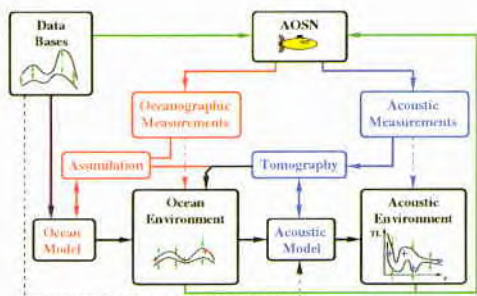 Data
Bases
AOSN
Oceanographic
Measurements
Acoustic
Measurements
Assimilation
Tomography
Ocean
Model
Ocean
Environment
Acoustic
Model
Acoustic
Environment
TL
r